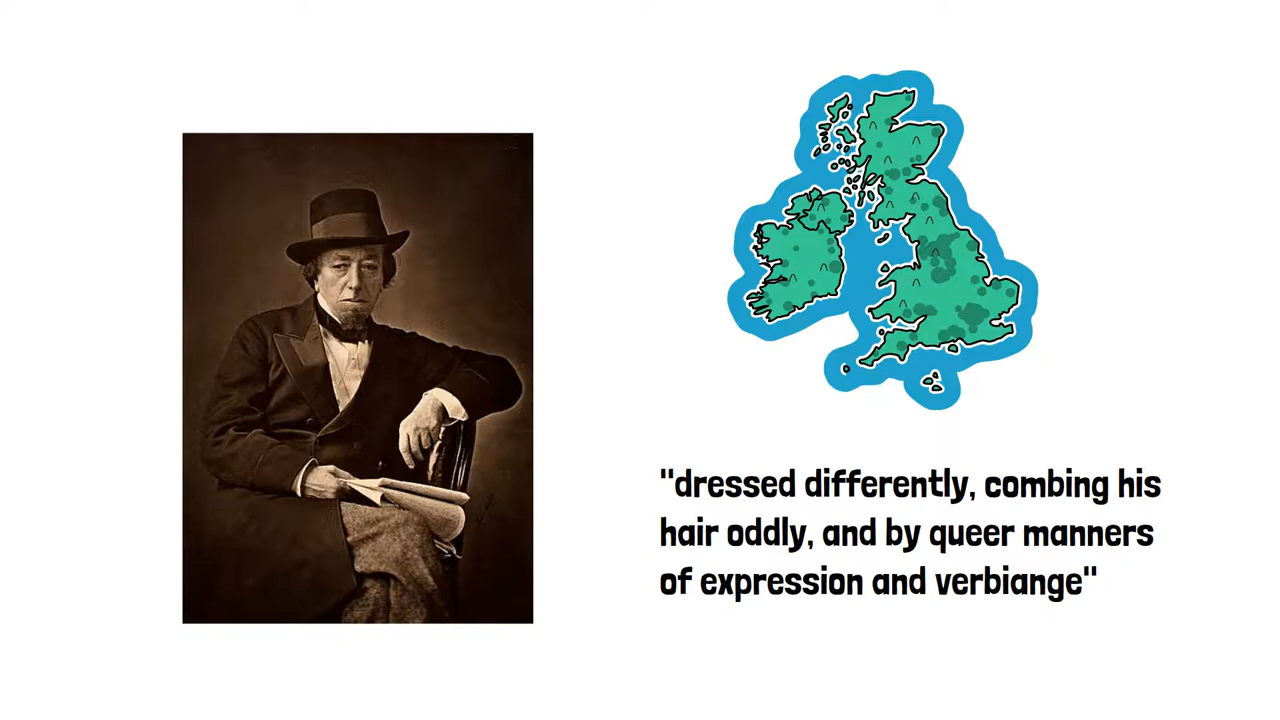 "dressed differently, combing his
hair oddly, and by queer manners
of expression and verbiange"